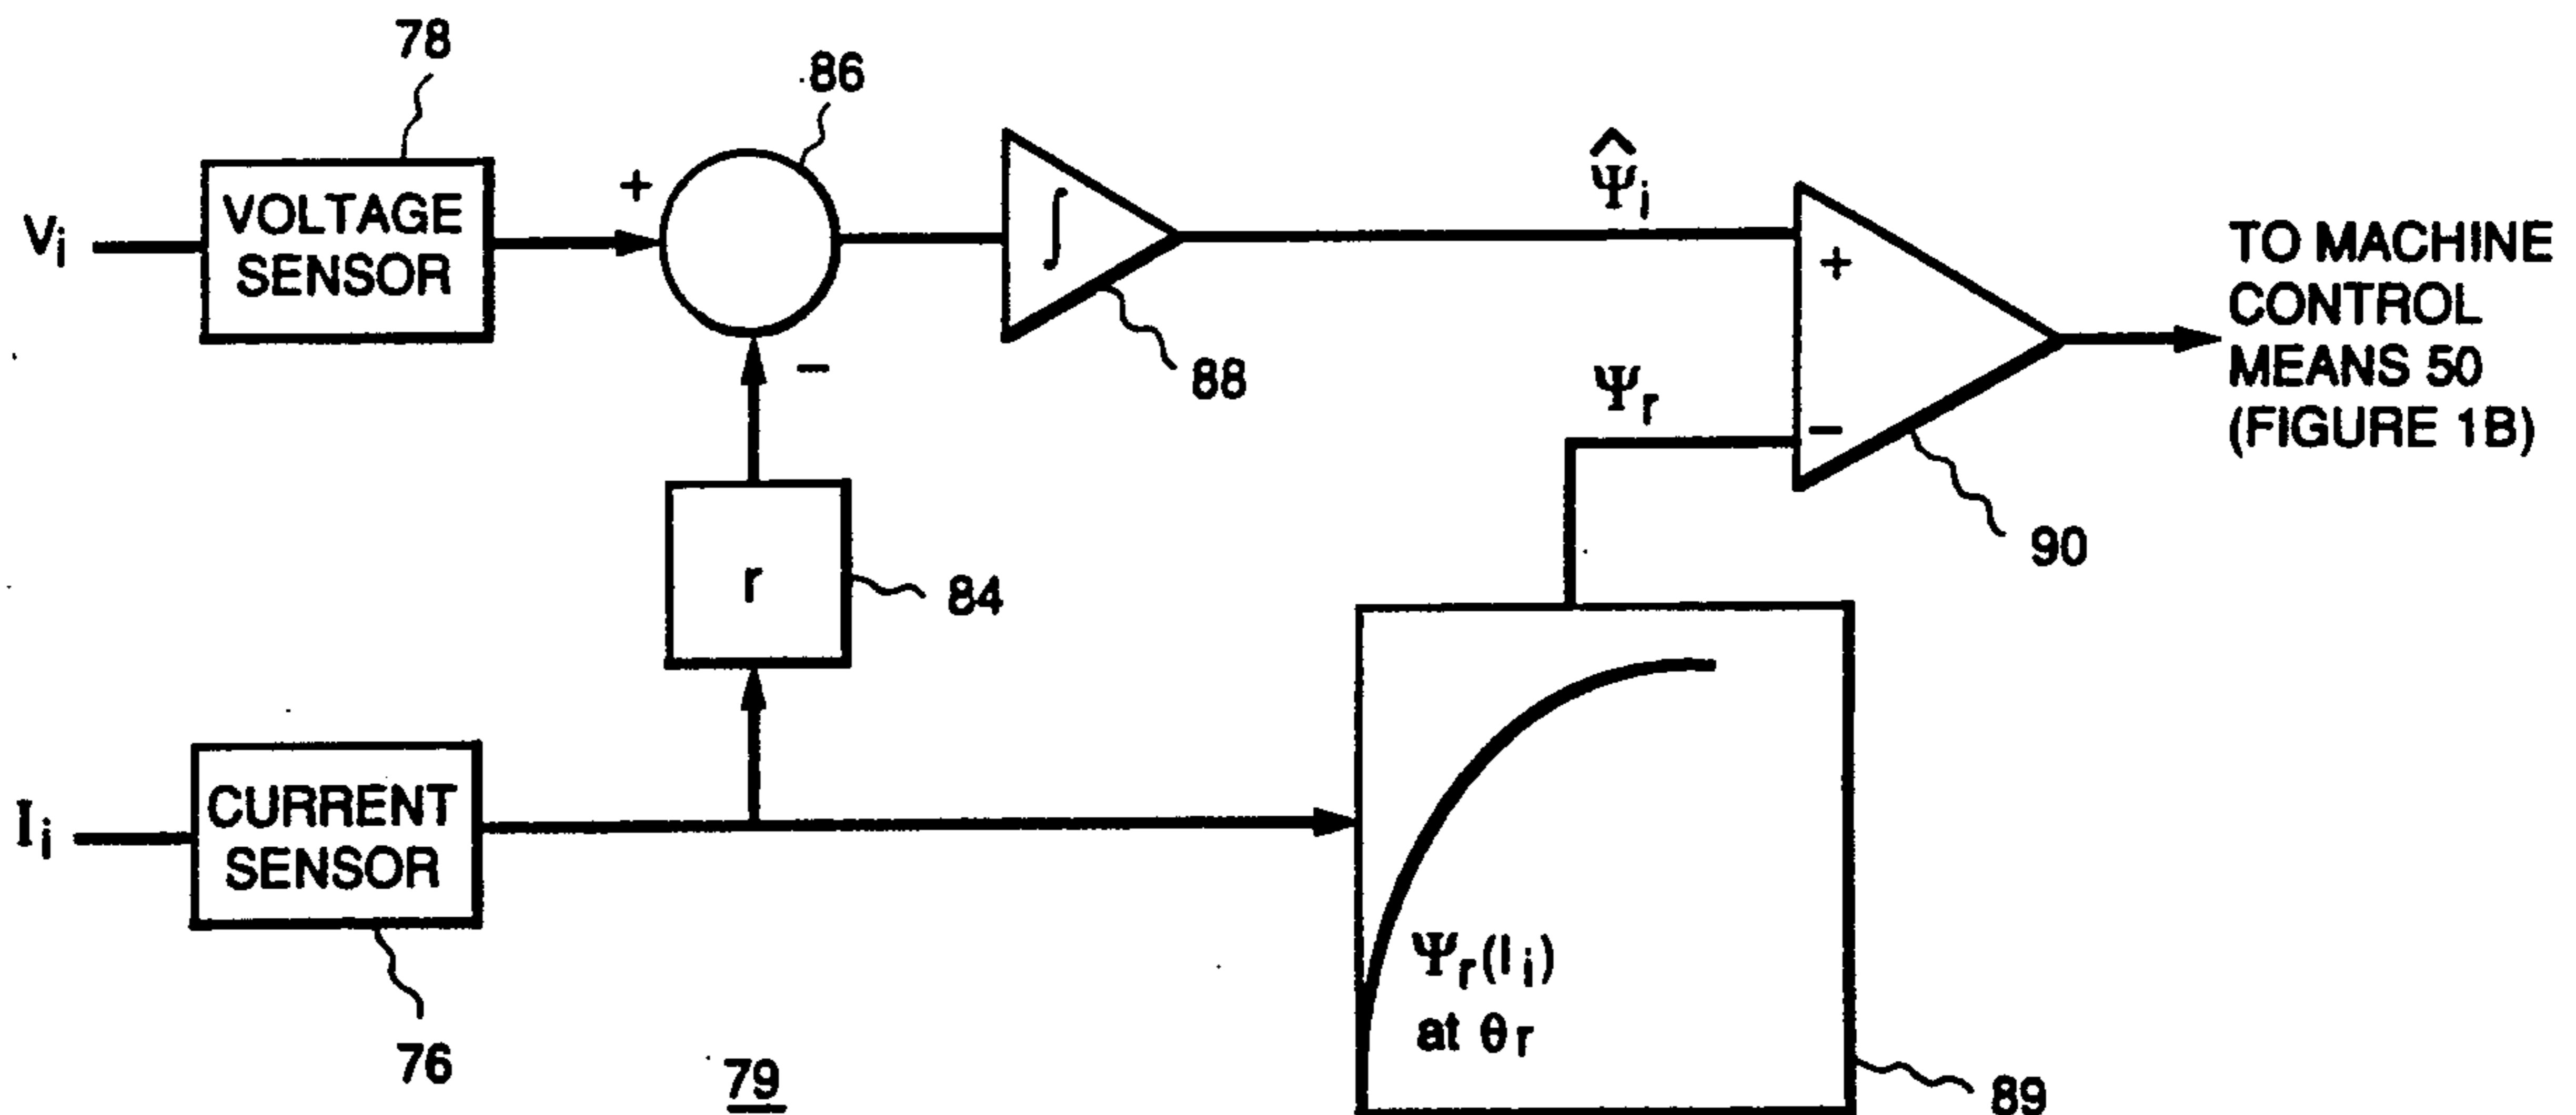 78
86
Vi
VOLTAGE
SENSOR
+
∫
88
Ψ̂i
+
TO MACHINE
CONTROL
MEANS 50
(FIGURE 1B)
−
Ψr
−
90
r
84
Ii
CURRENT
SENSOR
76
Ψr(Ii)
at θr
79
89